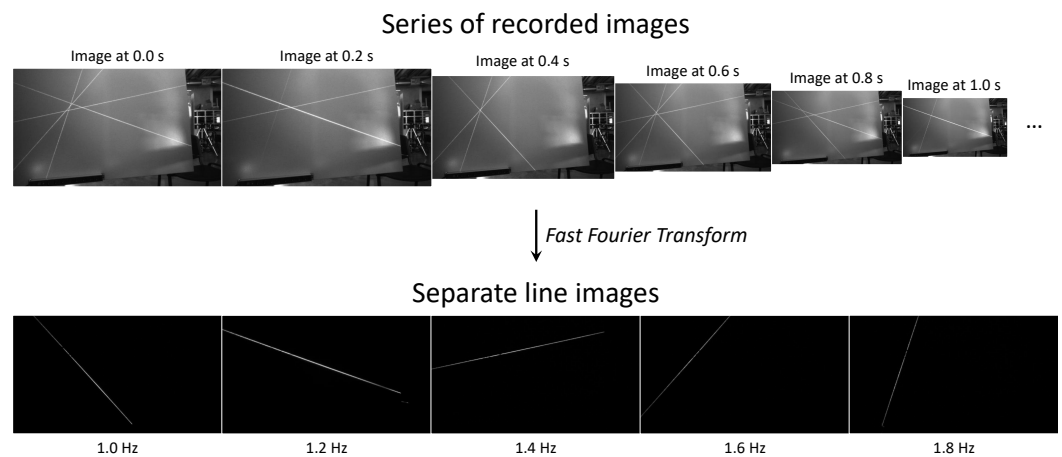 Series of recorded images
Image at 0.0 s
Image at 0.2 s
Image at 0.4 s
Image at 0.6 s
Image at 0.8 s
Image at 1.0 s
...
Fast Fourier Transform
Separate line images
1.0 Hz
1.2 Hz
1.4 Hz
1.6 Hz
1.8 Hz